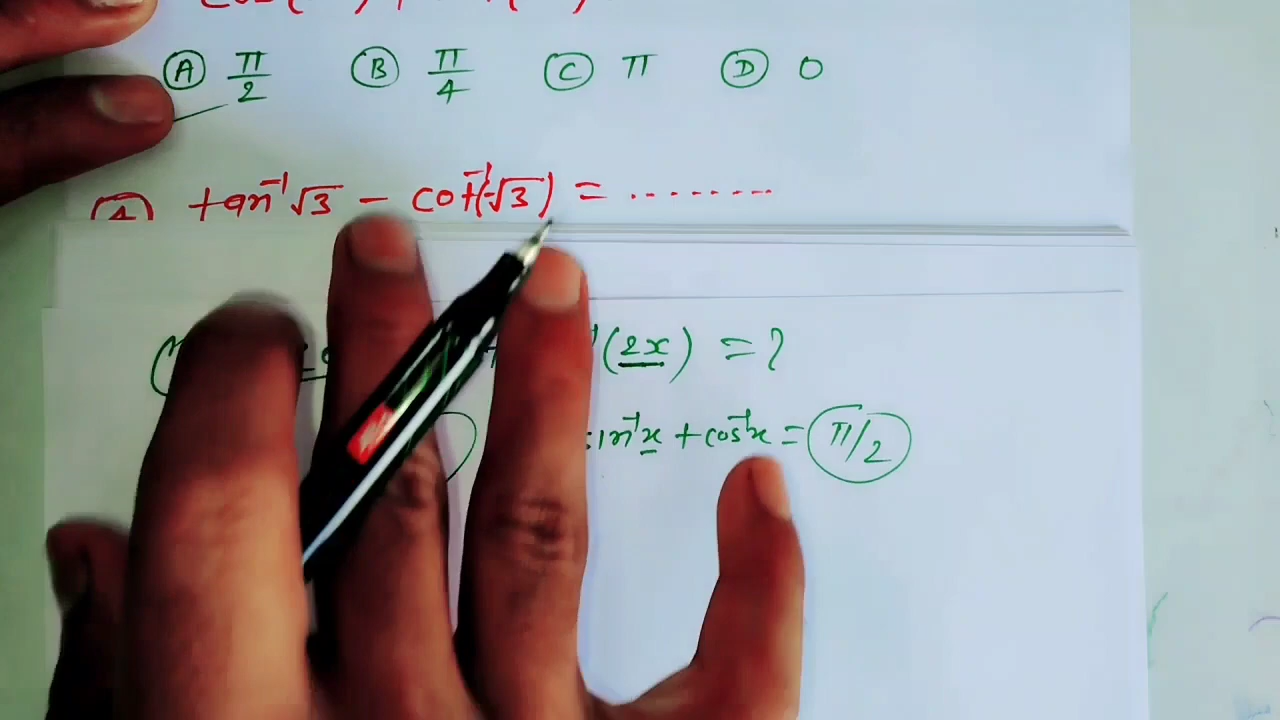 Ⓐ π/2 Ⓑ π/4 Ⓒ π Ⓓ 0
tan⁻¹√3 − cot⁻¹(-√3) = ........
(2x) = ?
sin⁻¹x + cos⁻¹x = π/2